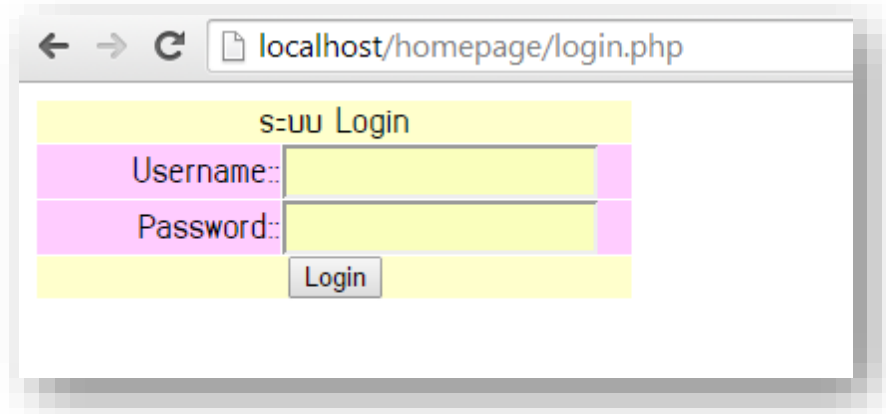 localhost/homepage/login.php
ระบบ Login
Username::
Password::
Login